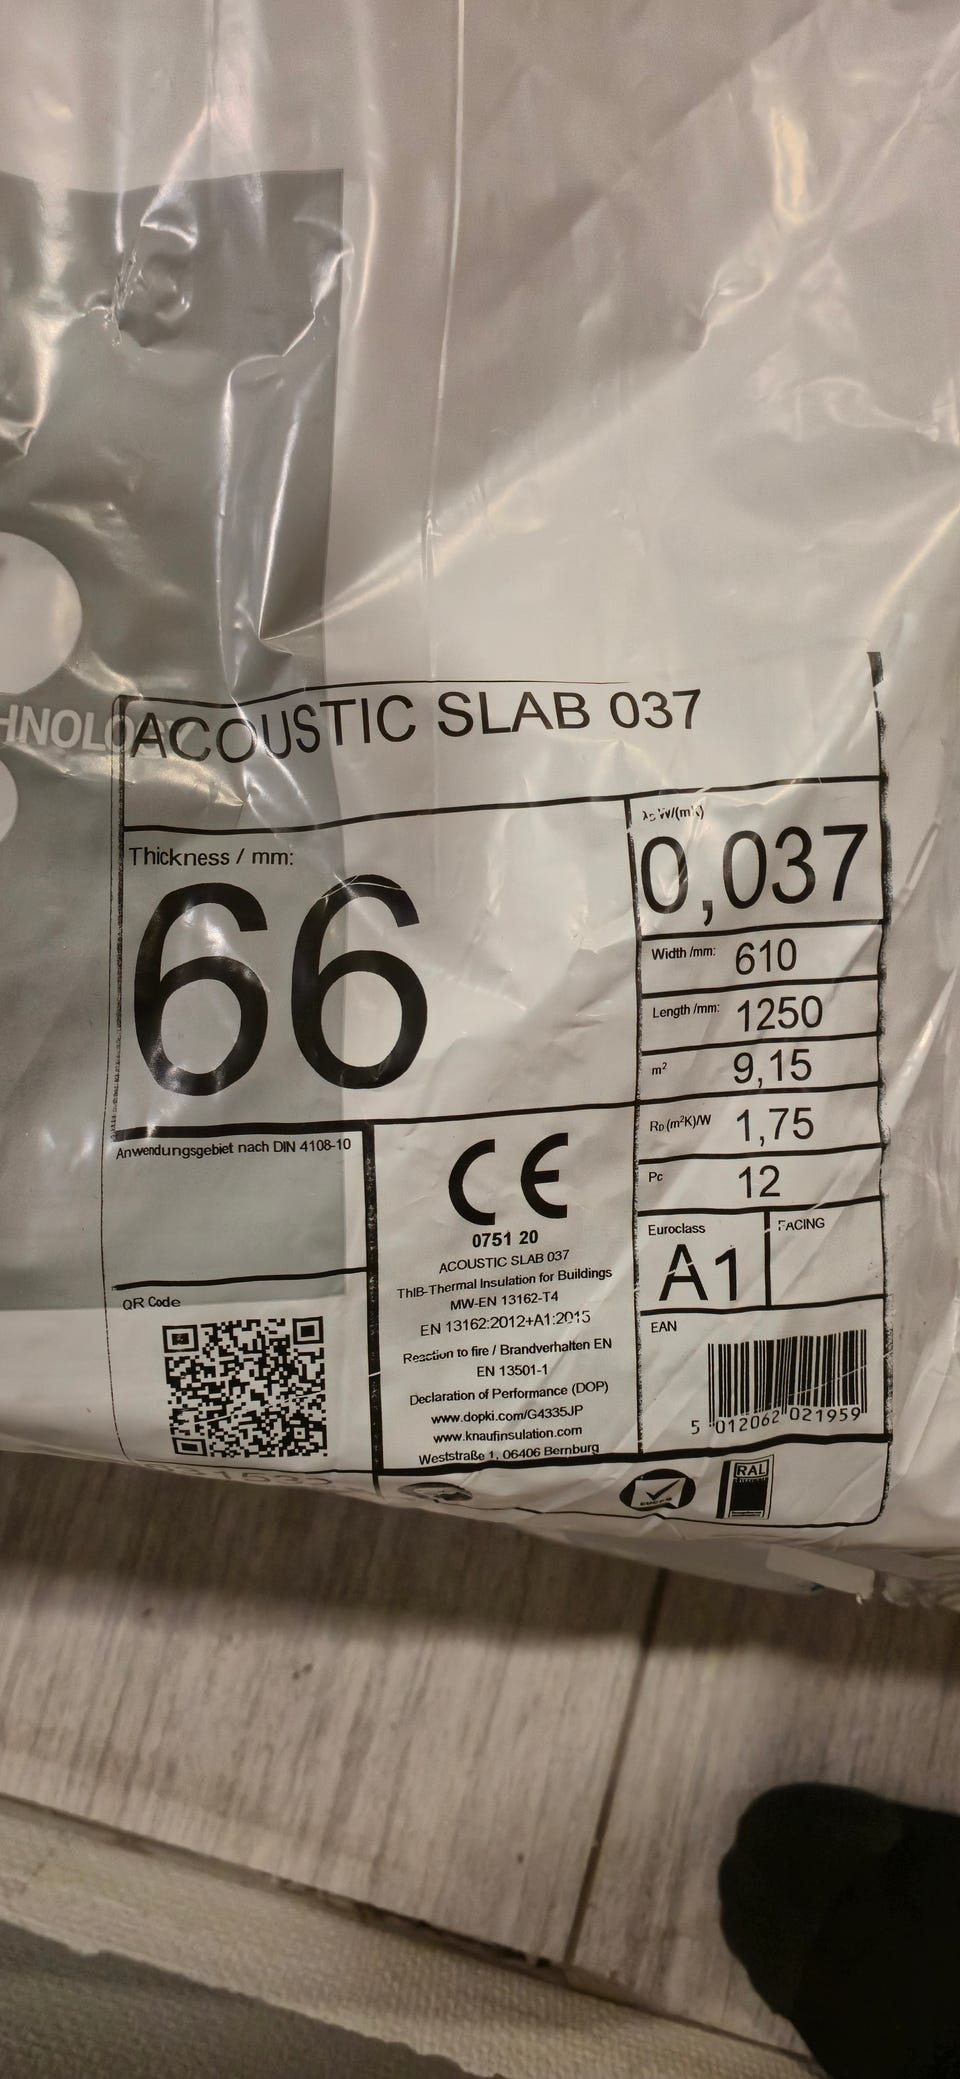 ACOUSTIC SLAB 037
Thickness / mm:
66
0,037
Width /mm: 610
Length /mm: 1250
m² 9,15
RD (m²K)/W 1,75
Pc 12
Euroclass
A1
FACING
Anwendungsgebiet nach DIN 4108-10
QR Code
CE
0751 20
ACOUSTIC SLAB 037
ThIB-Thermal Insulation for Buildings
MW-EN 13162-T4
EN 13162:2012+A1:2015
Reaction to fire / Brandverhalten EN
EN 13501-1
Declaration of Performance (DOP)
www.dopki.com/G4335JP
www.knaufinsulation.com
Weststraße 1, 06406 Bernburg
EAN
5 012062 021959
RAL